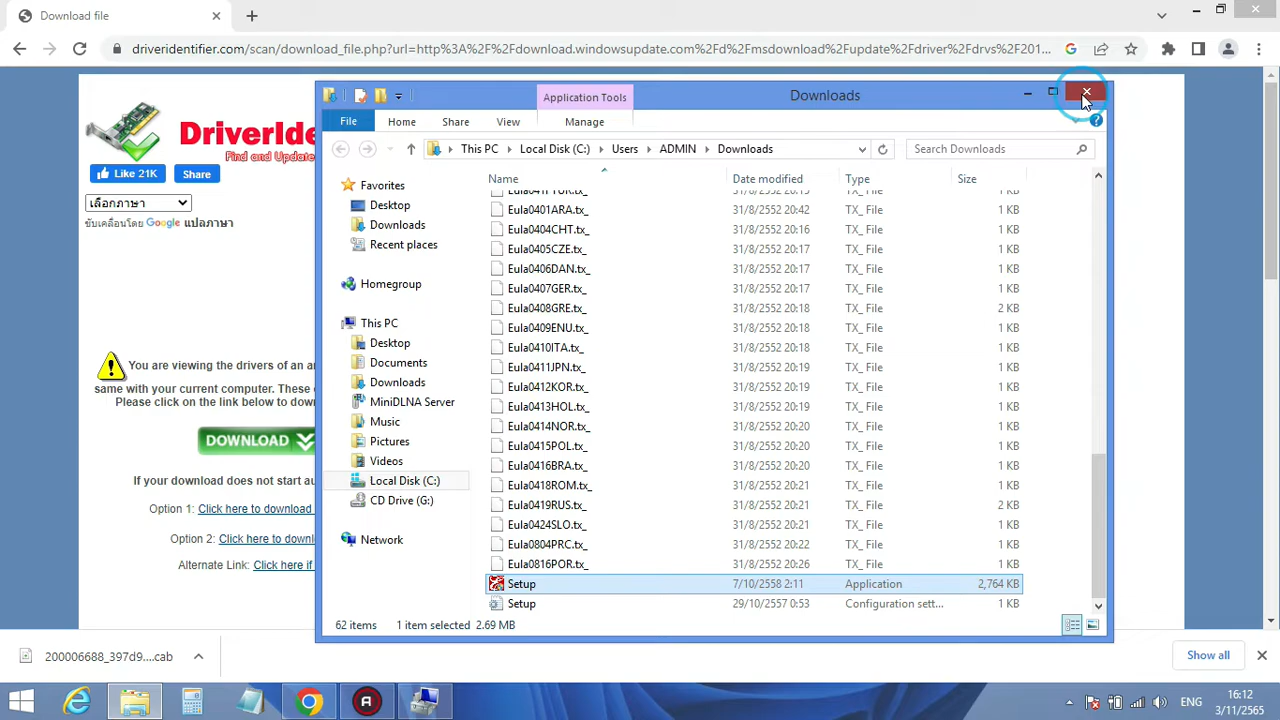 Download file
driveridentifier.com/scan/download_file.php?url=http%3A%2F%2Fdownload.windowsupdate.com%2Fd%2Fmsdownload%2Fupdate%2Fdriver%2Fdrvs%2F201...
DriverIde
Find and Update
Like 21K
Share
เลือกภาษา
ขับเคลื่อนโดย Google แปลภาษา
You are viewing the drivers of an an
same with your current computer. These d
Please click on the link below to down
DOWNLOAD
If your download does not start au
Option 1: Click here to download
Option 2: Click here to downl
Alternate Link: Click here if
Application Tools
Downloads
File Home Share View Manage
This PC Local Disk (C:) Users ADMIN Downloads
Search Downloads
Name Date modified Type Size
Favorites
Desktop
Downloads
Recent places
Homegroup
This PC
Desktop
Documents
Downloads
MiniDLNA Server
Music
Pictures
Videos
Local Disk (C:)
CD Drive (G:)
Network
Eula041FTUR.tx_ 31/8/2552 20:15 TX_ File 1 KB
Eula0401ARA.tx_ 31/8/2552 20:42 TX_ File 1 KB
Eula0404CHT.tx_ 31/8/2552 20:16 TX_ File 1 KB
Eula0405CZE.tx_ 31/8/2552 20:17 TX_ File 1 KB
Eula0406DAN.tx_ 31/8/2552 20:17 TX_ File 1 KB
Eula0407GER.tx_ 31/8/2552 20:17 TX_ File 1 KB
Eula0408GRE.tx_ 31/8/2552 20:18 TX_ File 2 KB
Eula0409ENU.tx_ 31/8/2552 20:18 TX_ File 1 KB
Eula0410ITA.tx_ 31/8/2552 20:18 TX_ File 1 KB
Eula0411JPN.tx_ 31/8/2552 20:19 TX_ File 1 KB
Eula0412KOR.tx_ 31/8/2552 20:19 TX_ File 1 KB
Eula0413HOL.tx_ 31/8/2552 20:19 TX_ File 1 KB
Eula0414NOR.tx_ 31/8/2552 20:20 TX_ File 1 KB
Eula0415POL.tx_ 31/8/2552 20:20 TX_ File 1 KB
Eula0416BRA.tx_ 31/8/2552 20:20 TX_ File 1 KB
Eula0418ROM.tx_ 31/8/2552 20:21 TX_ File 1 KB
Eula0419RUS.tx_ 31/8/2552 20:21 TX_ File 2 KB
Eula0424SLO.tx_ 31/8/2552 20:21 TX_ File 1 KB
Eula0804PRC.tx_ 31/8/2552 20:22 TX_ File 1 KB
Eula0816POR.tx_ 31/8/2552 20:26 TX_ File 1 KB
Setup 7/10/2558 2:11 Application 2,764 KB
Setup 29/10/2557 0:53 Configuration sett... 1 KB
62 items 1 item selected 2.69 MB
200006688_397d9....cab
Show all
ENG
16:12
3/11/2565